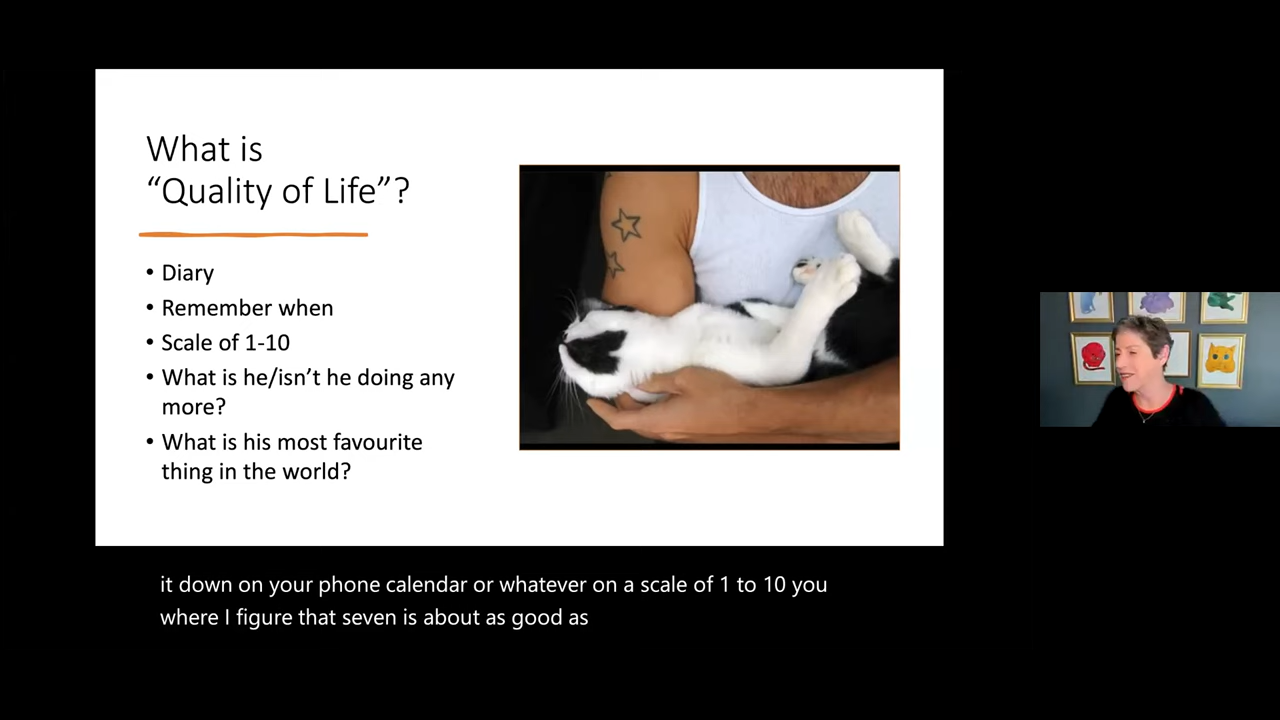 What is
“Quality of Life”?
• Diary
• Remember when
• Scale of 1-10
• What is he/isn’t he doing any
more?
• What is his most favourite
thing in the world?
it down on your phone calendar or whatever on a scale of 1 to 10 you
where I figure that seven is about as good as